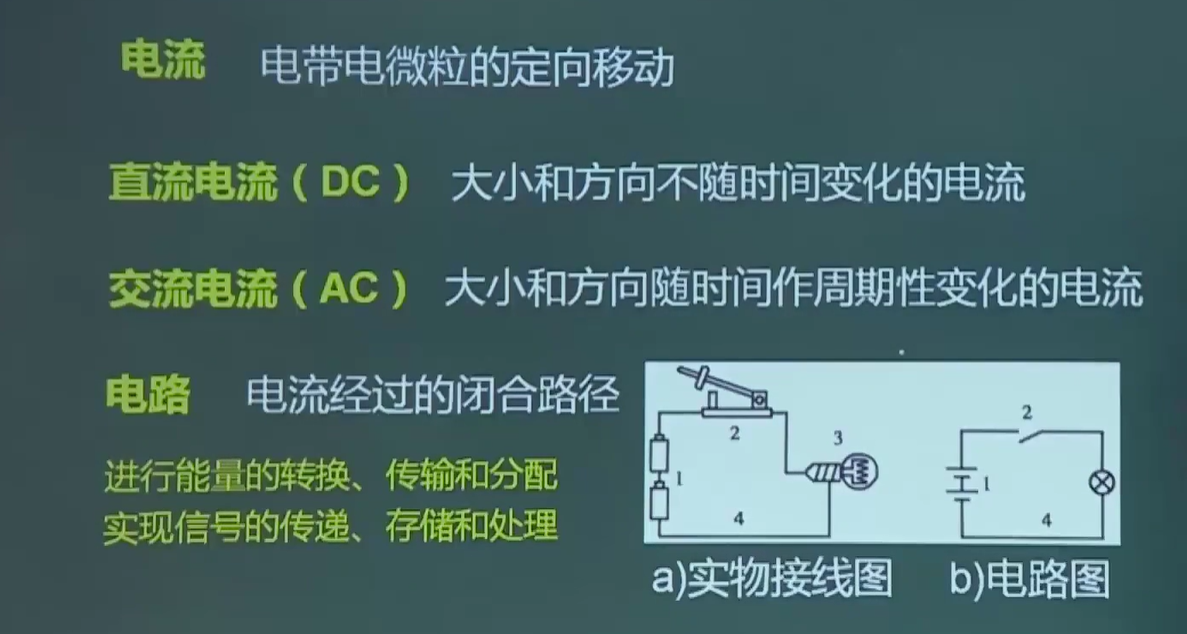 电流 电带电微粒的定向移动
直流电流（DC） 大小和方向不随时间变化的电流
交流电流（AC） 大小和方向随时间作周期性变化的电流
电路 电流经过的闭合路径
进行能量的转换、传输和分配
实现信号的传递、存储和处理
2
3
1
4
2
1
4
a)实物接线图 b)电路图